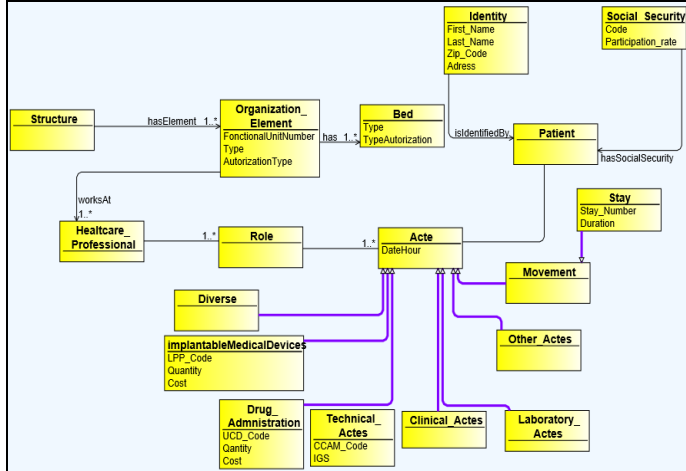 Identity
First_Name
Last_Name
Zip_Code
Adress
Social_Security
Code
Participation_rate
Structure
hasElement 1..*
Organization_
Element
FonctionalUnitNumber
Type
AutorizationType
has 1..*
Bed
Type
TypeAutorization
isIdentifiedBy
Patient
hasSocialSecurity
worksAt
1..*
Healtcare_
Professional
1..*
Role
1..*
Acte
DateHour
Stay
Stay_Number
Duration
Movement
Diverse
Other_Actes
implantableMedicalDevices
LPP_Code
Quantity
Cost
Drug_
Admnistration
UCD_Code
Qantity
Cost
Technical_
Actes
CCAM_Code
IGS
Clinical_Actes
Laboratory_
Actes